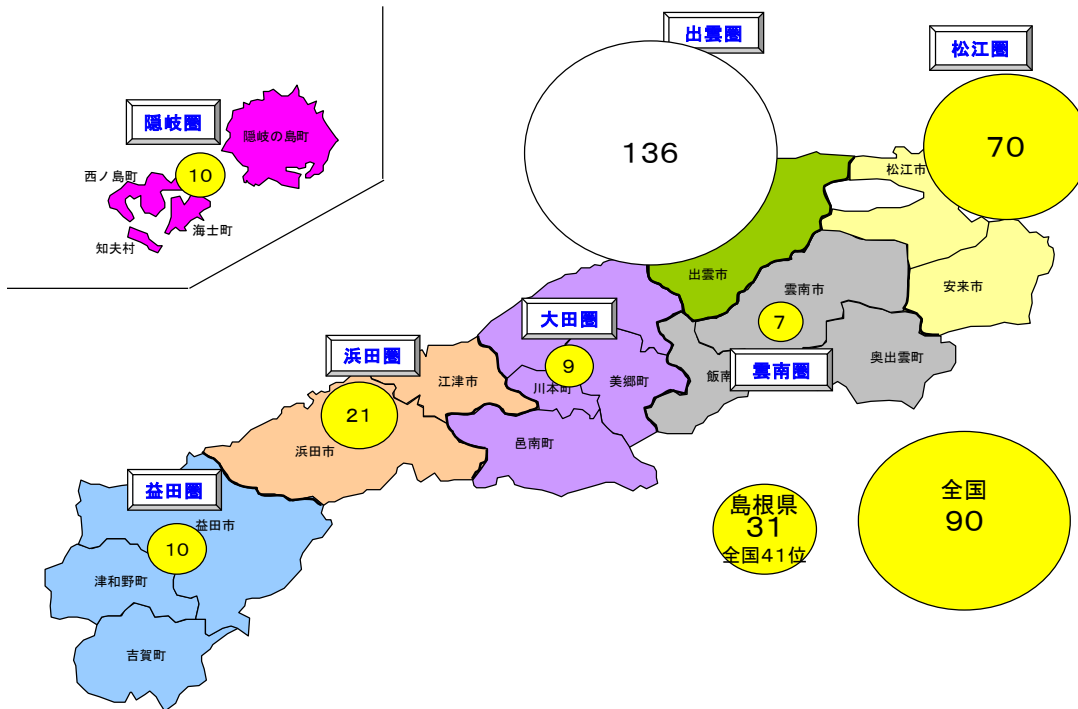 出雲圏
松江圏
136
70
隠岐圏
隠岐の島町
西ノ島町
10
海士町
知夫村
松江市
出雲市
雲南市
安来市
大田圏
7
浜田圏
9
奥出雲町
飯南
雲南圏
江津市
川本町
美郷町
21
浜田市
邑南町
益田圏
益田市
10
津和野町
吉賀町
島根県
31
全国41位
全国
90